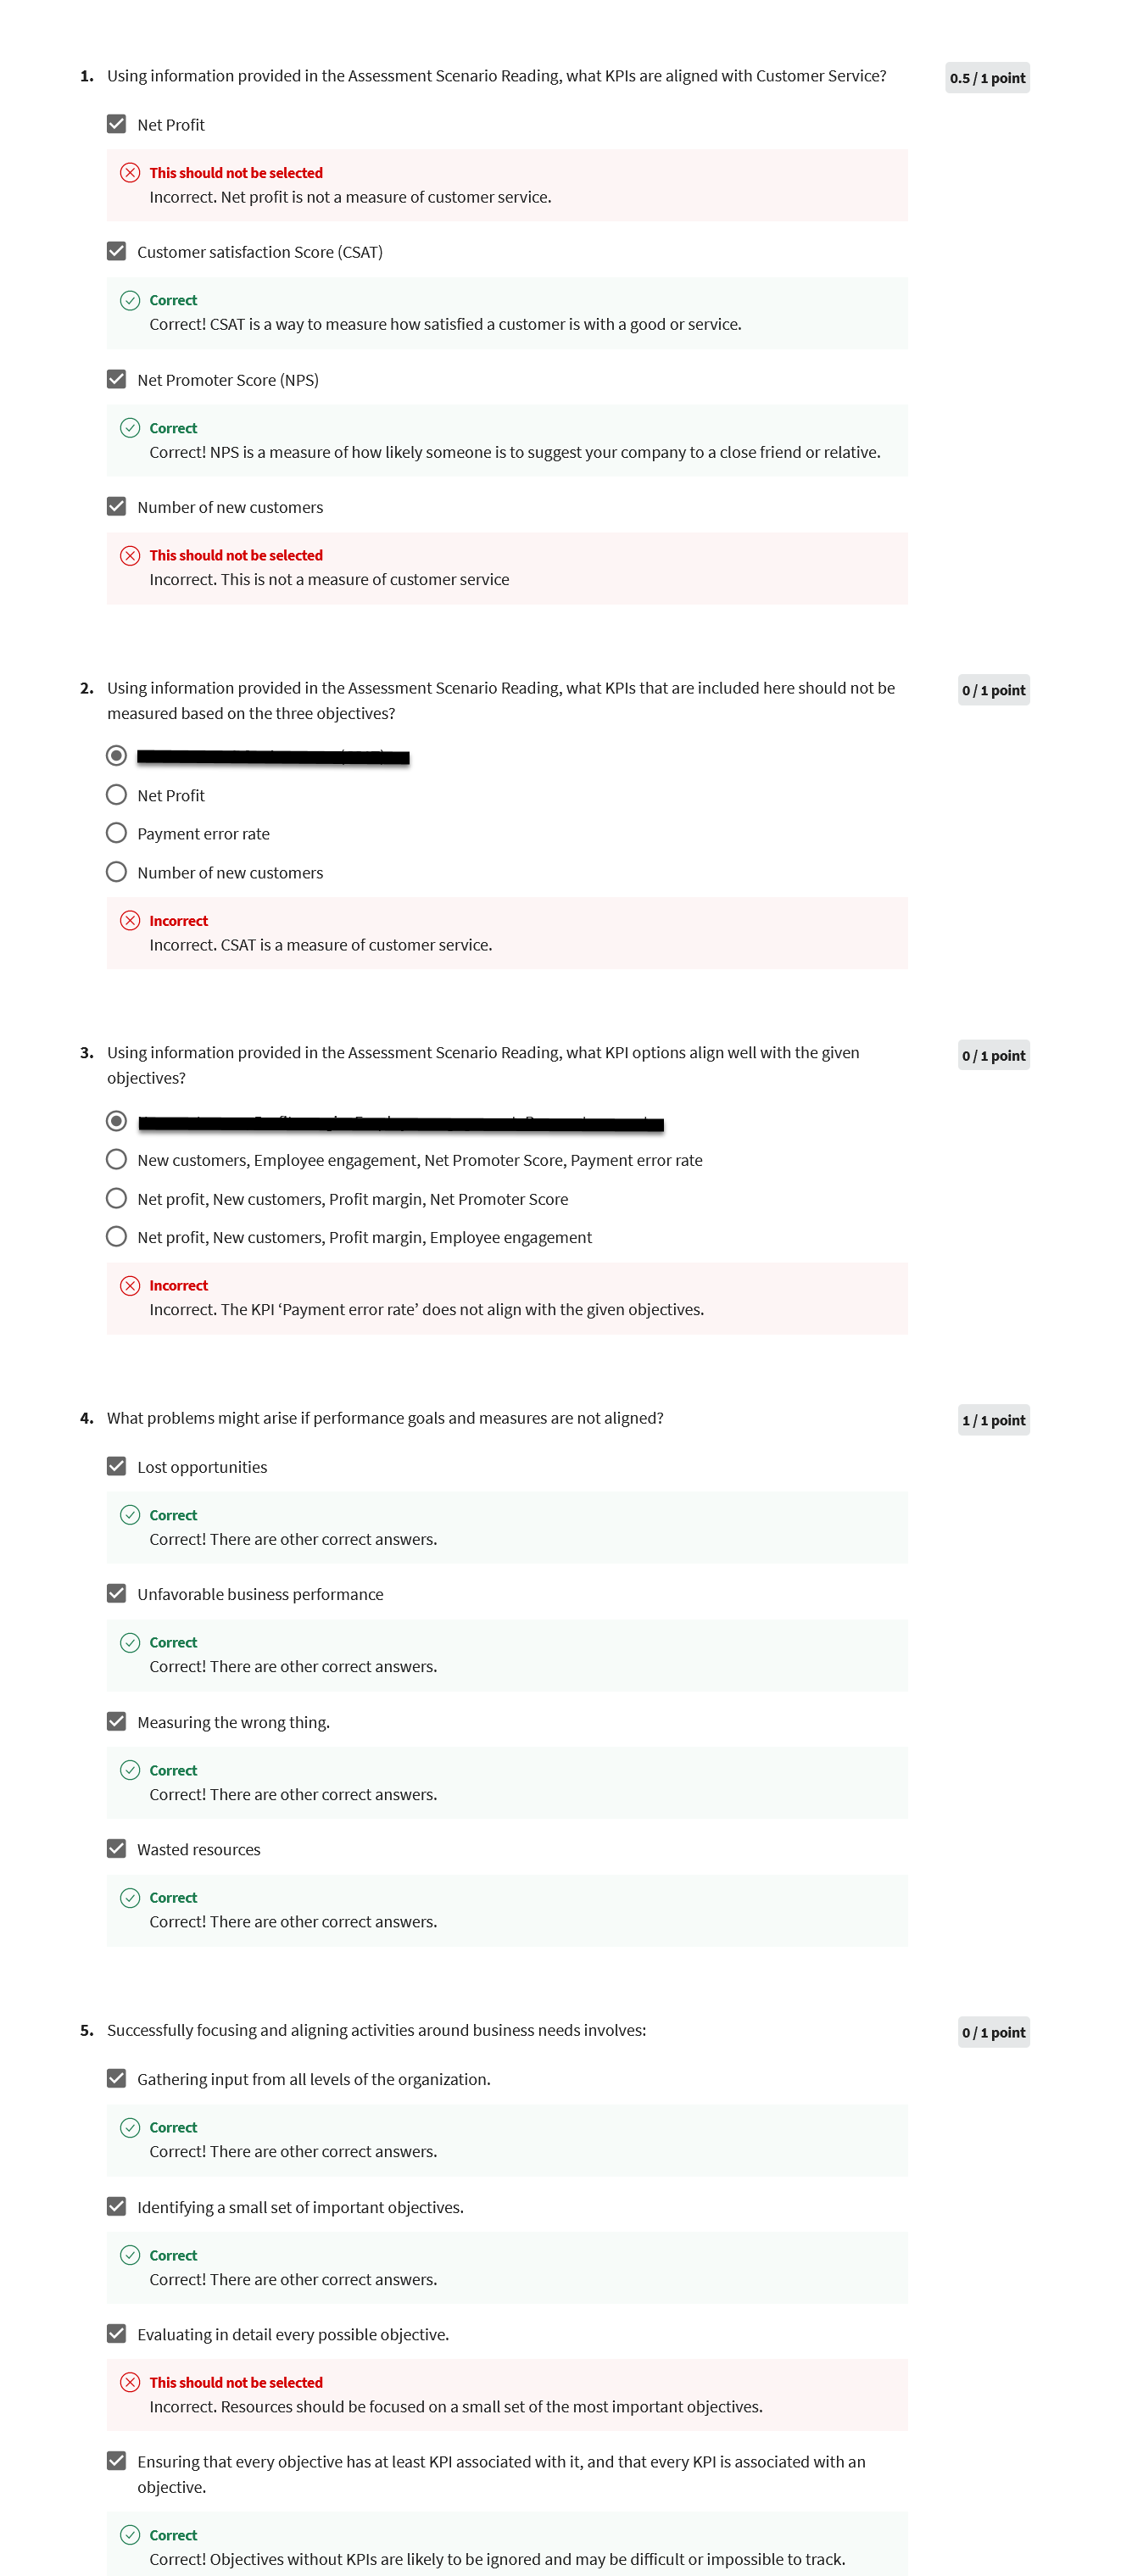 1. Using information provided in the Assessment Scenario Reading, what KPIs are aligned with Customer Service?
0.5 / 1 point
Net Profit
This should not be selected
Incorrect. Net profit is not a measure of customer service.
Customer satisfaction Score (CSAT)
Correct
Correct! CSAT is a way to measure how satisfied a customer is with a good or service.
Net Promoter Score (NPS)
Correct
Correct! NPS is a measure of how likely someone is to suggest your company to a close friend or relative.
Number of new customers
This should not be selected
Incorrect. This is not a measure of customer service
2. Using information provided in the Assessment Scenario Reading, what KPIs that are included here should not be
measured based on the three objectives?
0 / 1 point
Net Profit
Payment error rate
Number of new customers
Incorrect
Incorrect. CSAT is a measure of customer service.
3. Using information provided in the Assessment Scenario Reading, what KPI options align well with the given
objectives?
0 / 1 point
New customers, Employee engagement, Net Promoter Score, Payment error rate
Net profit, New customers, Profit margin, Net Promoter Score
Net profit, New customers, Profit margin, Employee engagement
Incorrect
Incorrect. The KPI ‘Payment error rate’ does not align with the given objectives.
4. What problems might arise if performance goals and measures are not aligned?
1 / 1 point
Lost opportunities
Correct
Correct! There are other correct answers.
Unfavorable business performance
Correct
Correct! There are other correct answers.
Measuring the wrong thing.
Correct
Correct! There are other correct answers.
Wasted resources
Correct
Correct! There are other correct answers.
5. Successfully focusing and aligning activities around business needs involves:
0 / 1 point
Gathering input from all levels of the organization.
Correct
Correct! There are other correct answers.
Identifying a small set of important objectives.
Correct
Correct! There are other correct answers.
Evaluating in detail every possible objective.
This should not be selected
Incorrect. Resources should be focused on a small set of the most important objectives.
Ensuring that every objective has at least KPI associated with it, and that every KPI is associated with an
objective.
Correct
Correct! Objectives without KPIs are likely to be ignored and may be difficult or impossible to track.